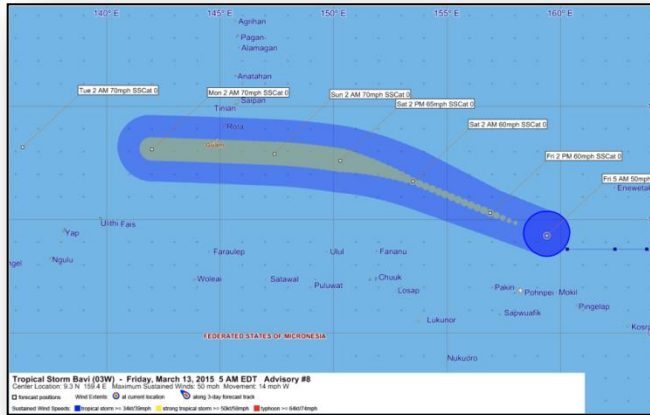 140° E 145° E 150° E 155° E 160° E
Agrihan
Pagan
Alamagan
Anatahan
Tue 2 AM 70mph SSCat 0
Mon 2 AM 70mph SSCat 0
Sun 2 AM 70mph SSCat 0
Saipan
Tinian
Sat 2 PM 65mph SSCat 0
Rota
Sat 2 AM 60mph SSCat 0
Guam
Fri 2 PM 60mph SSCat 0
Fri 5 AM 50mph
Enewetak
Ulithi Fais
Yap
Ngulu
Faraulep
Ulul
Fananu
Woleai
Satawal
Puluwat
Chuuk
Losap
Pakin
Pohnpei
Mokil
Pingelap
Sapwuafik
Lukunor
Kosr
FEDERATED STATES OF MICRONESIA
Nukuoro
Tropical Storm Bavi (03W) - Friday, March 13, 2015 5 AM EDT Advisory #8
Center Location: 9.3 N 159.4 E Maximum Sustained Winds: 50 mph Movement: 14 mph W
forecast positions Wind Extents: at current location along 3-day forecast track
Sustained Wind Speeds: tropical storm >= 34kt/39mph strong tropical storm >= 50kt/58mph typhoon >= 64kt/74mph